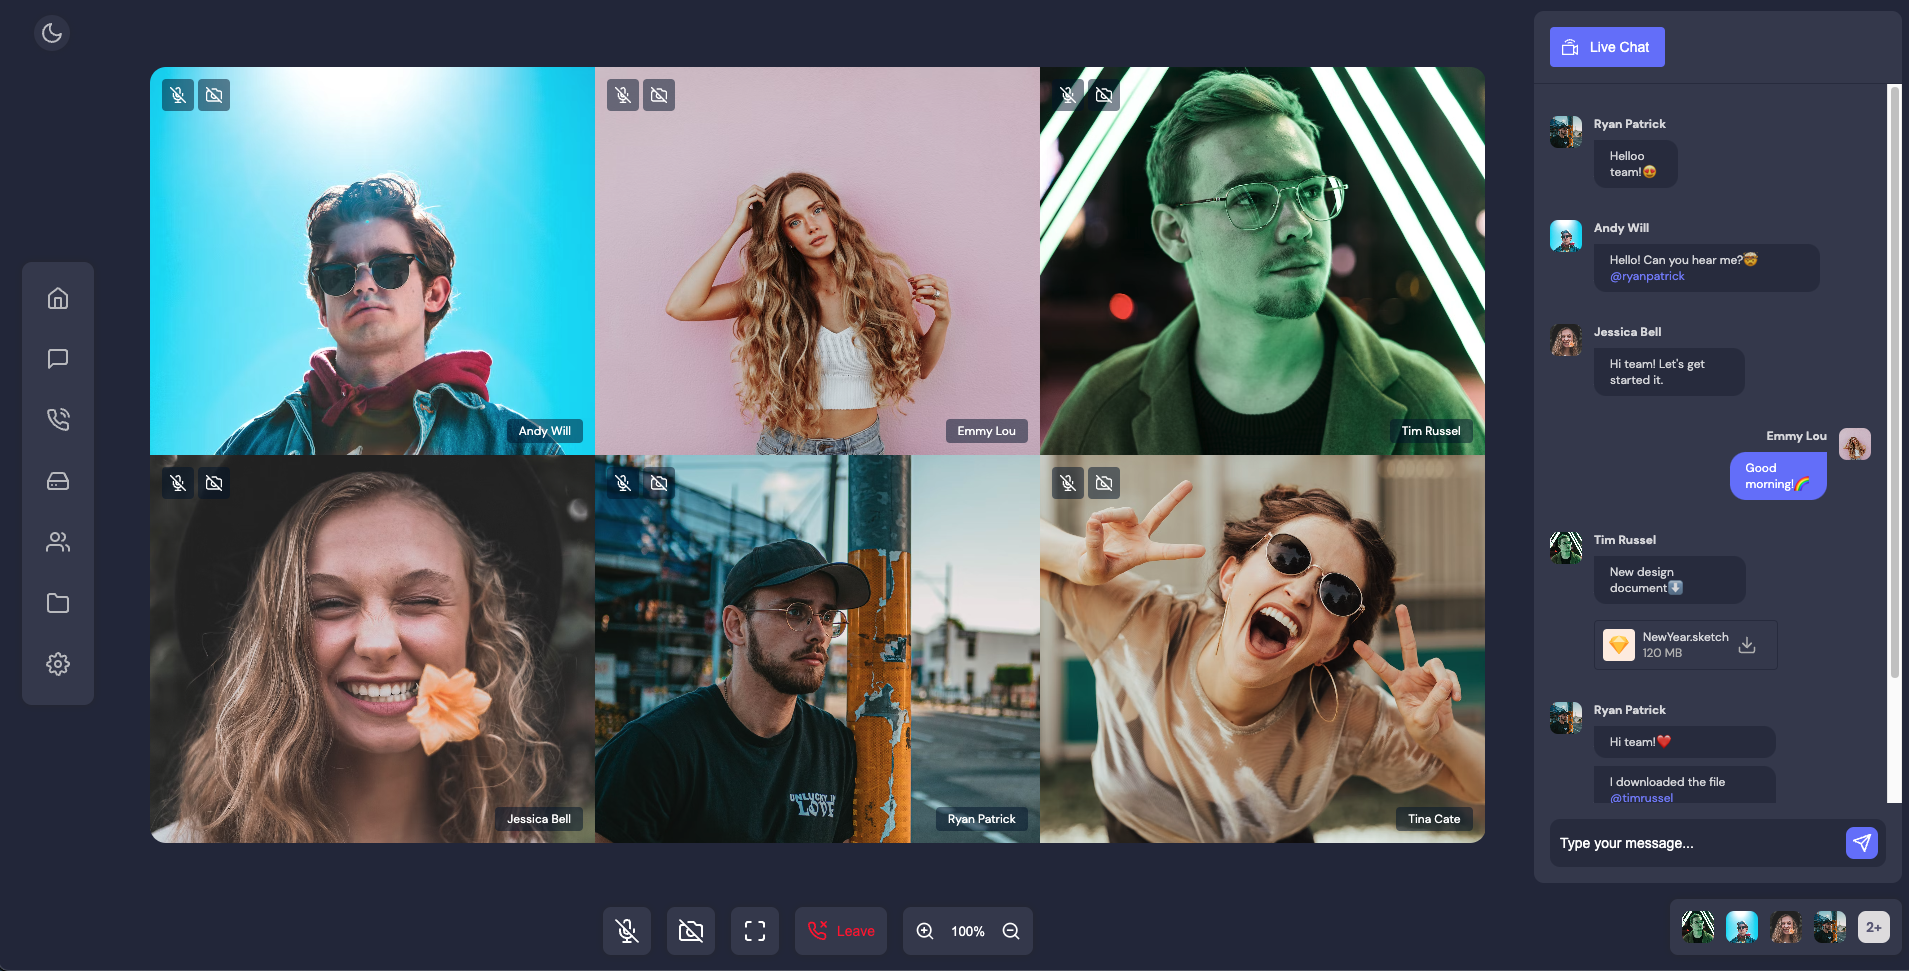 Live Chat
Andy Will
Emmy Lou
Tim Russel
Jessica Bell
UNLUCKY IN
LOVE
Ryan Patrick
Tina Cate
Ryan Patrick
Helloo
team!😍
Andy Will
Hello! Can you hear me?🤯
@ryanpatrick
Jessica Bell
Hi team! Let's get
started it.
Emmy Lou
Good
morning!🌈
Tim Russel
New design
document⬇️
NewYear.sketch
120 MB
Ryan Patrick
Hi team!❤️
I downloaded the file
@timrussel
Type your message...
Leave
100%
2+